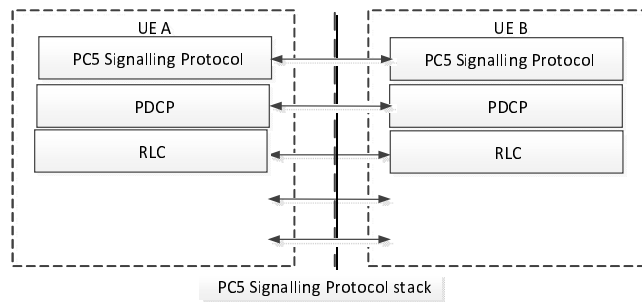 UE A
UE B
PC5 Signalling Protocol
PC5 Signalling Protocol
PDCP
PDCP
RLC
RLC
PC5 Signalling Protocol stack